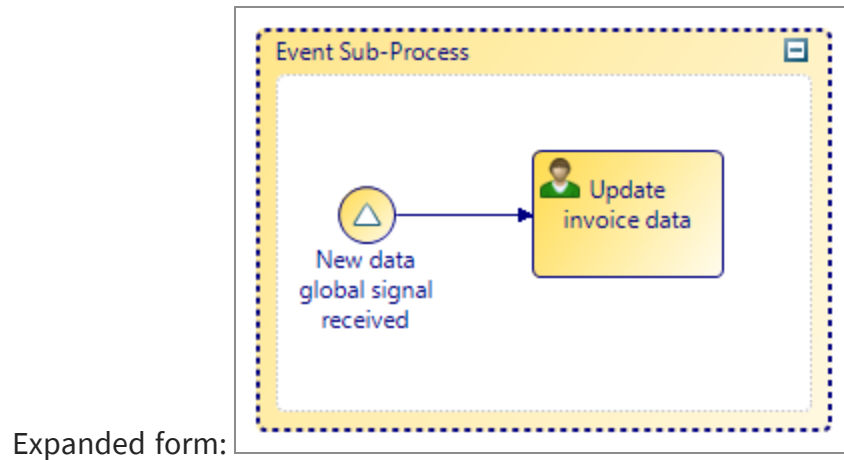 Event Sub-Process
Update
invoice data
New data
global signal
received
Expanded form: